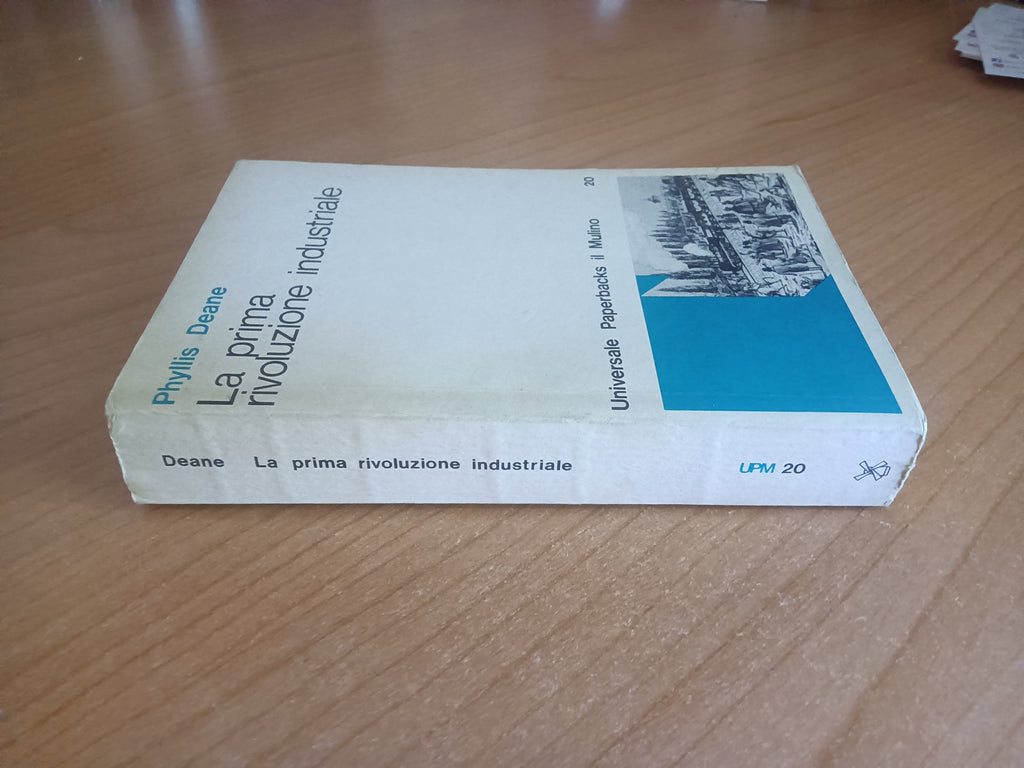 Phyllis Deane
La prima
rivoluzione industriale
Universale Paperbacks il Mulino
20
Deane La prima rivoluzione industriale
UPM 20